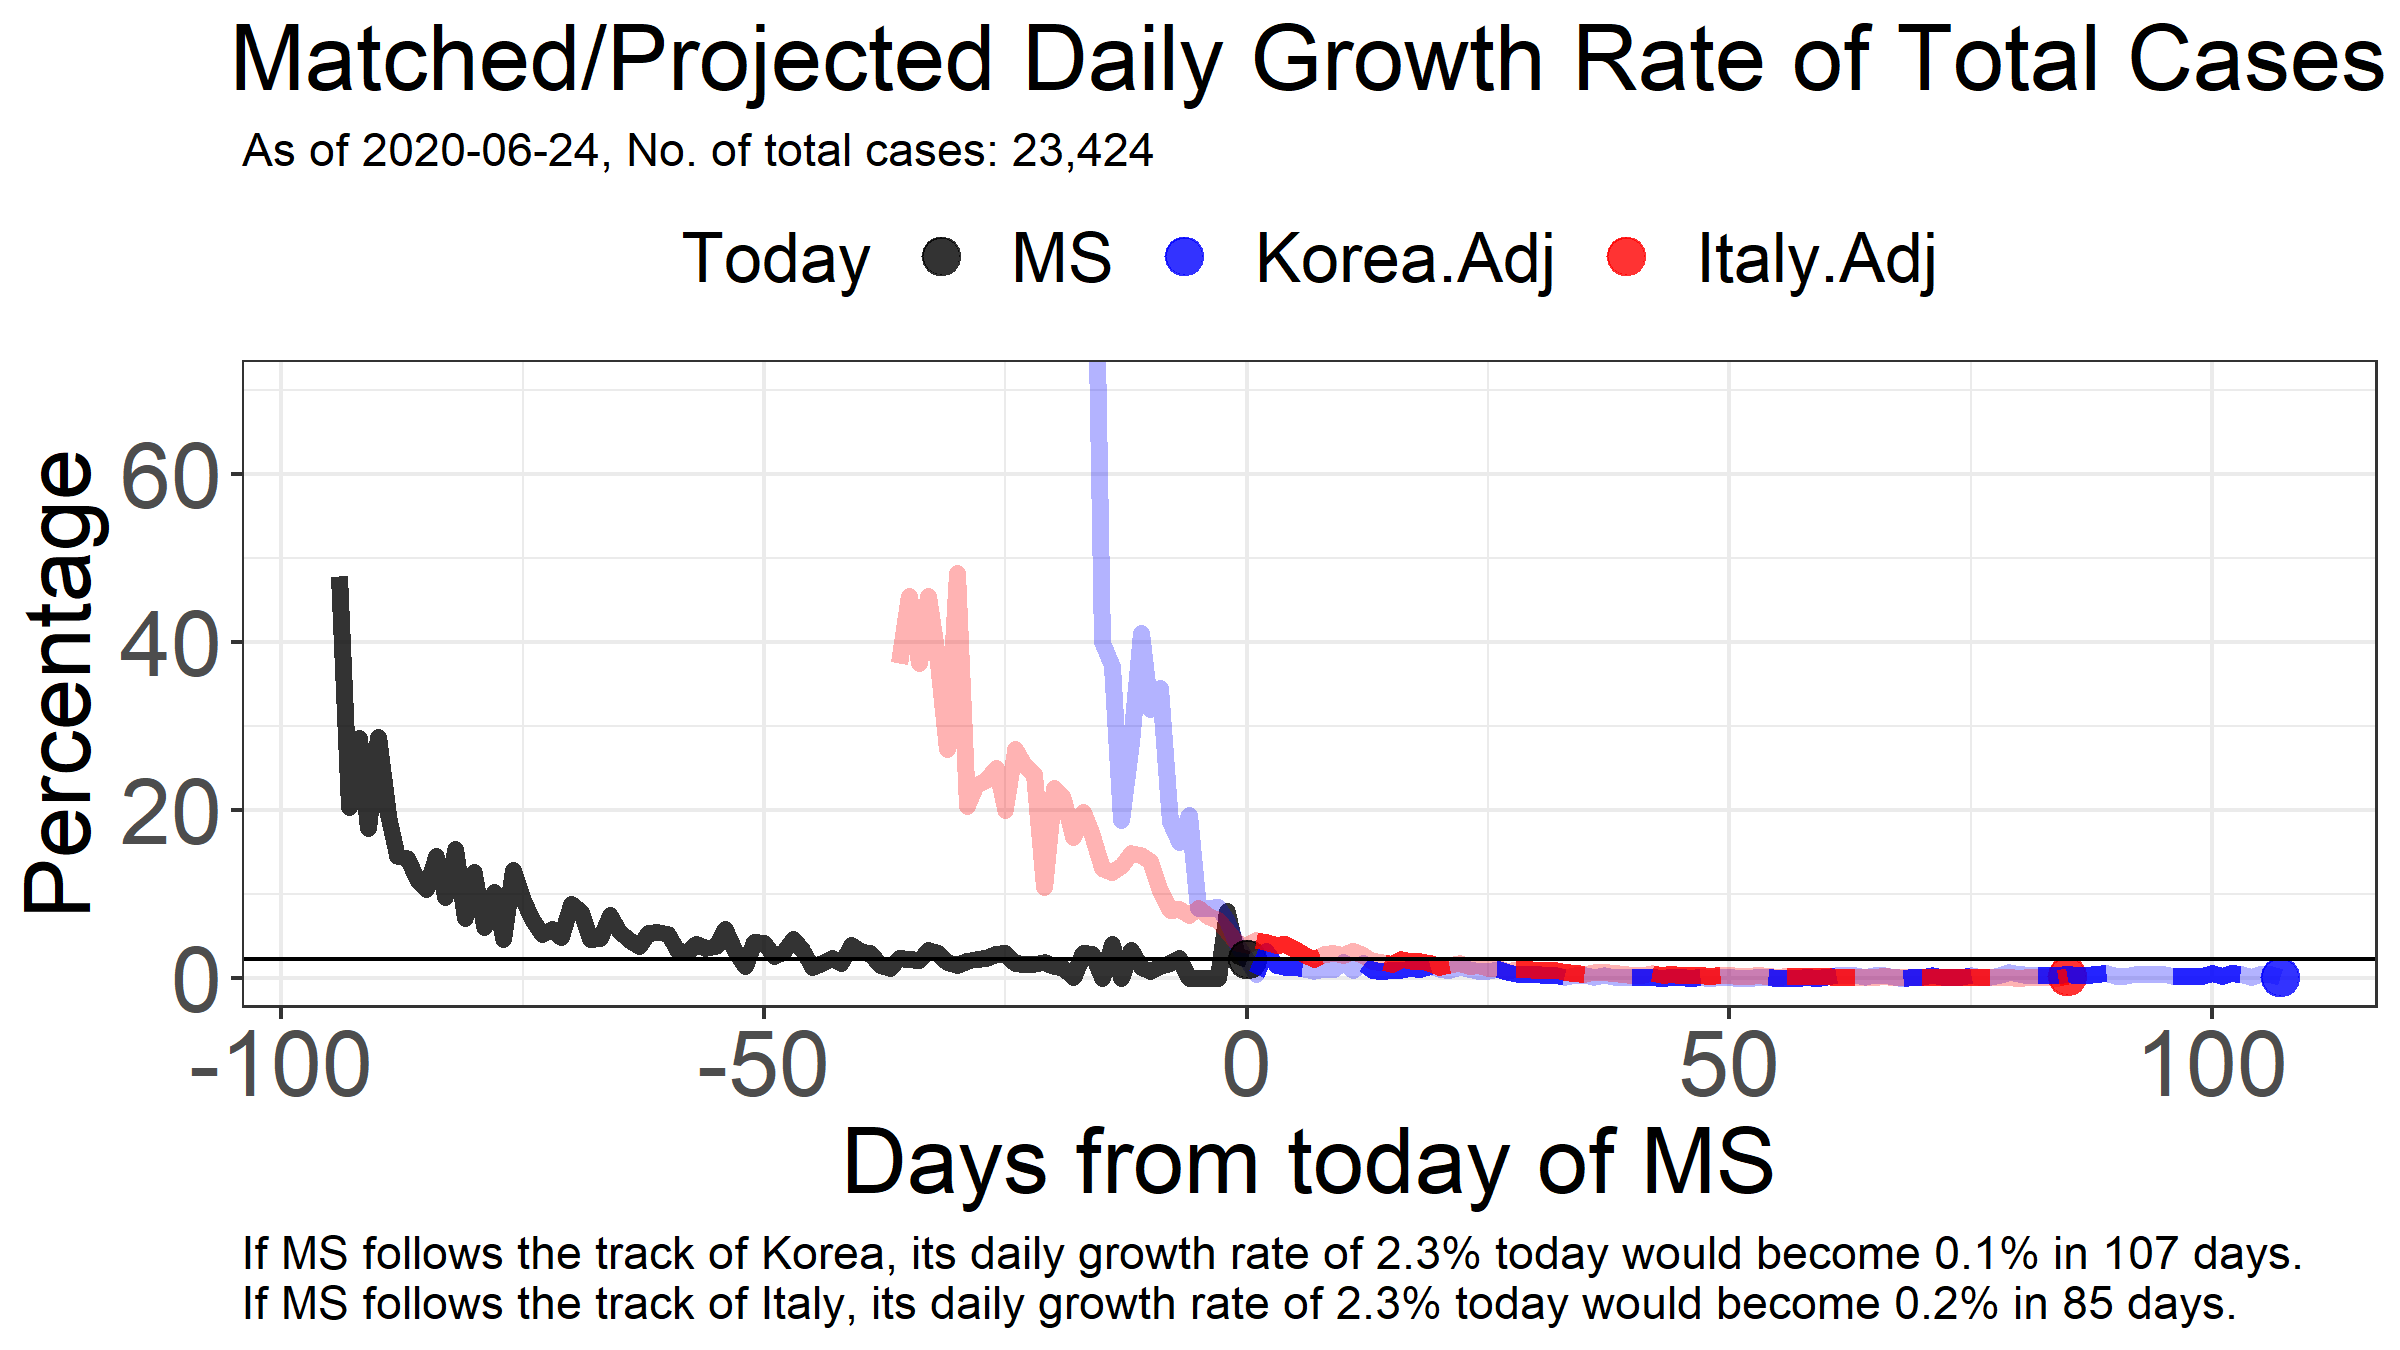 Matched/Projected Daily Growth Rate of Total Cases
As of 2020-06-24, No. of total cases: 23,424
Today MS Korea.Adj Italy.Adj
Percentage
60
40
20
0
-100 -50 0 50 100
Days from today of MS
If MS follows the track of Korea, its daily growth rate of 2.3% today would become 0.1% in 107 days.
If MS follows the track of Italy, its daily growth rate of 2.3% today would become 0.2% in 85 days.